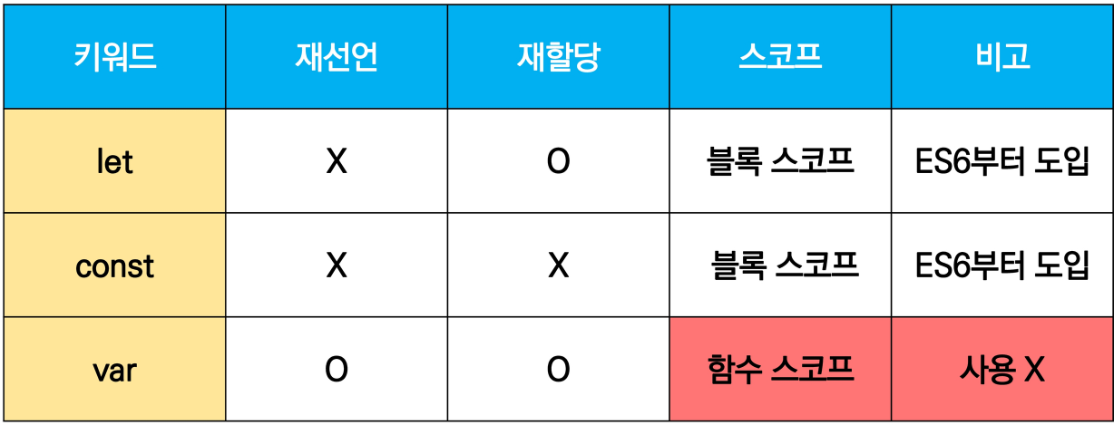 키워드 재선언 재할당 스코프 비고
let X O 블록 스코프 ES6부터 도입
const X X 블록 스코프 ES6부터 도입
var O O 함수 스코프 사용 X